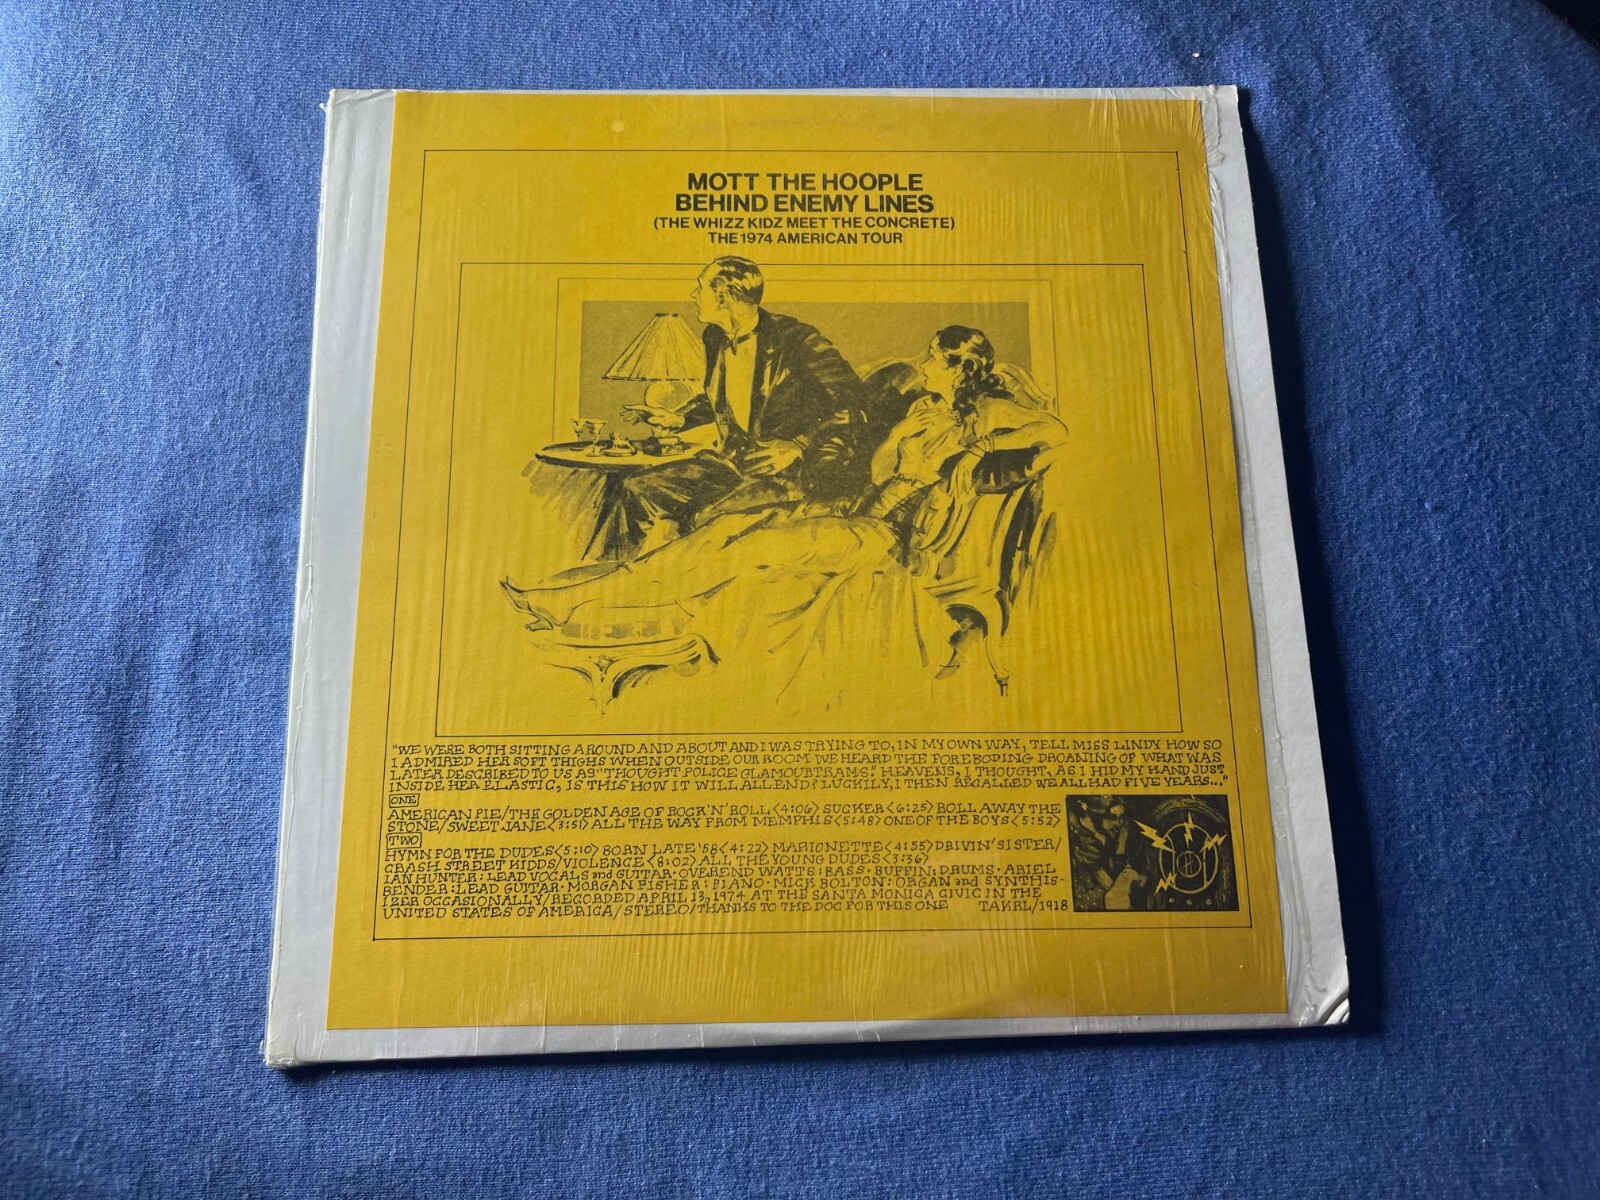 MOTT THE HOOPLE
BEHIND ENEMY LINES
(THE WHIZZ KIDZ MEET THE CONCRETE)
THE 1974 AMERICAN TOUR
"WE WERE BOTH SITTING AROUND AND ABOUT AND I WAS TRYING TO, IN MY OWN WAY, TELL MISS LINDY HOW SO
I ADMIRED HER SOFT THIGHS WHEN OUTSIDE OUR ROOM WE HEARD THE FOREBODING DROANING OF WHAT WAS
LATER DESCRIBED TO US AS "THOUGHT POLICE GLAMOUR TRAMS." HEAVENS, I THOUGHT, AS I HID MY HAND JUST
INSIDE HER ELASTIC, IS THIS HOW IT WILL ALL END? LUCKILY, I THEN REGALLED WE ALL HAD FIVE YEARS..."
ONE
AMERICAN PIE/THE GOLDEN AGE OF ROCK'N'ROLL <4:06> SUCKER <6:25> ROLL AWAY THE
STONE/SWEET JANE <3:51> ALL THE WAY FROM MEMPHIS <5:48> ONE OF THE BOYS <5:52>
TWO
HYMN FOR THE DUDES <5:10> BORN LATE '58 <4:22> MARIONETTE <4:55> DRIVIN' SISTER/
CRASH STREET KIDDS/VIOLENCE <8:02> ALL THE YOUNG DUDES <3:36>
IAN HUNTER: LEAD VOCALS and GUITAR · OVEREND WATTS: BASS · BUFFIN: DRUMS · ARIEL
BENDER: LEAD GUITAR · MORGAN FISHER: PIANO · MICK BOLTON: ORGAN and SYNTHIS-
IZER OCCASIONALLY/RECORDED APRIL 13, 1974 AT THE SANTA MONICA CIVIC IN THE
UNITED STATES OF AMERICA/STEREO/THANKS TO THE DOG FOR THIS ONE TAKRL/1918